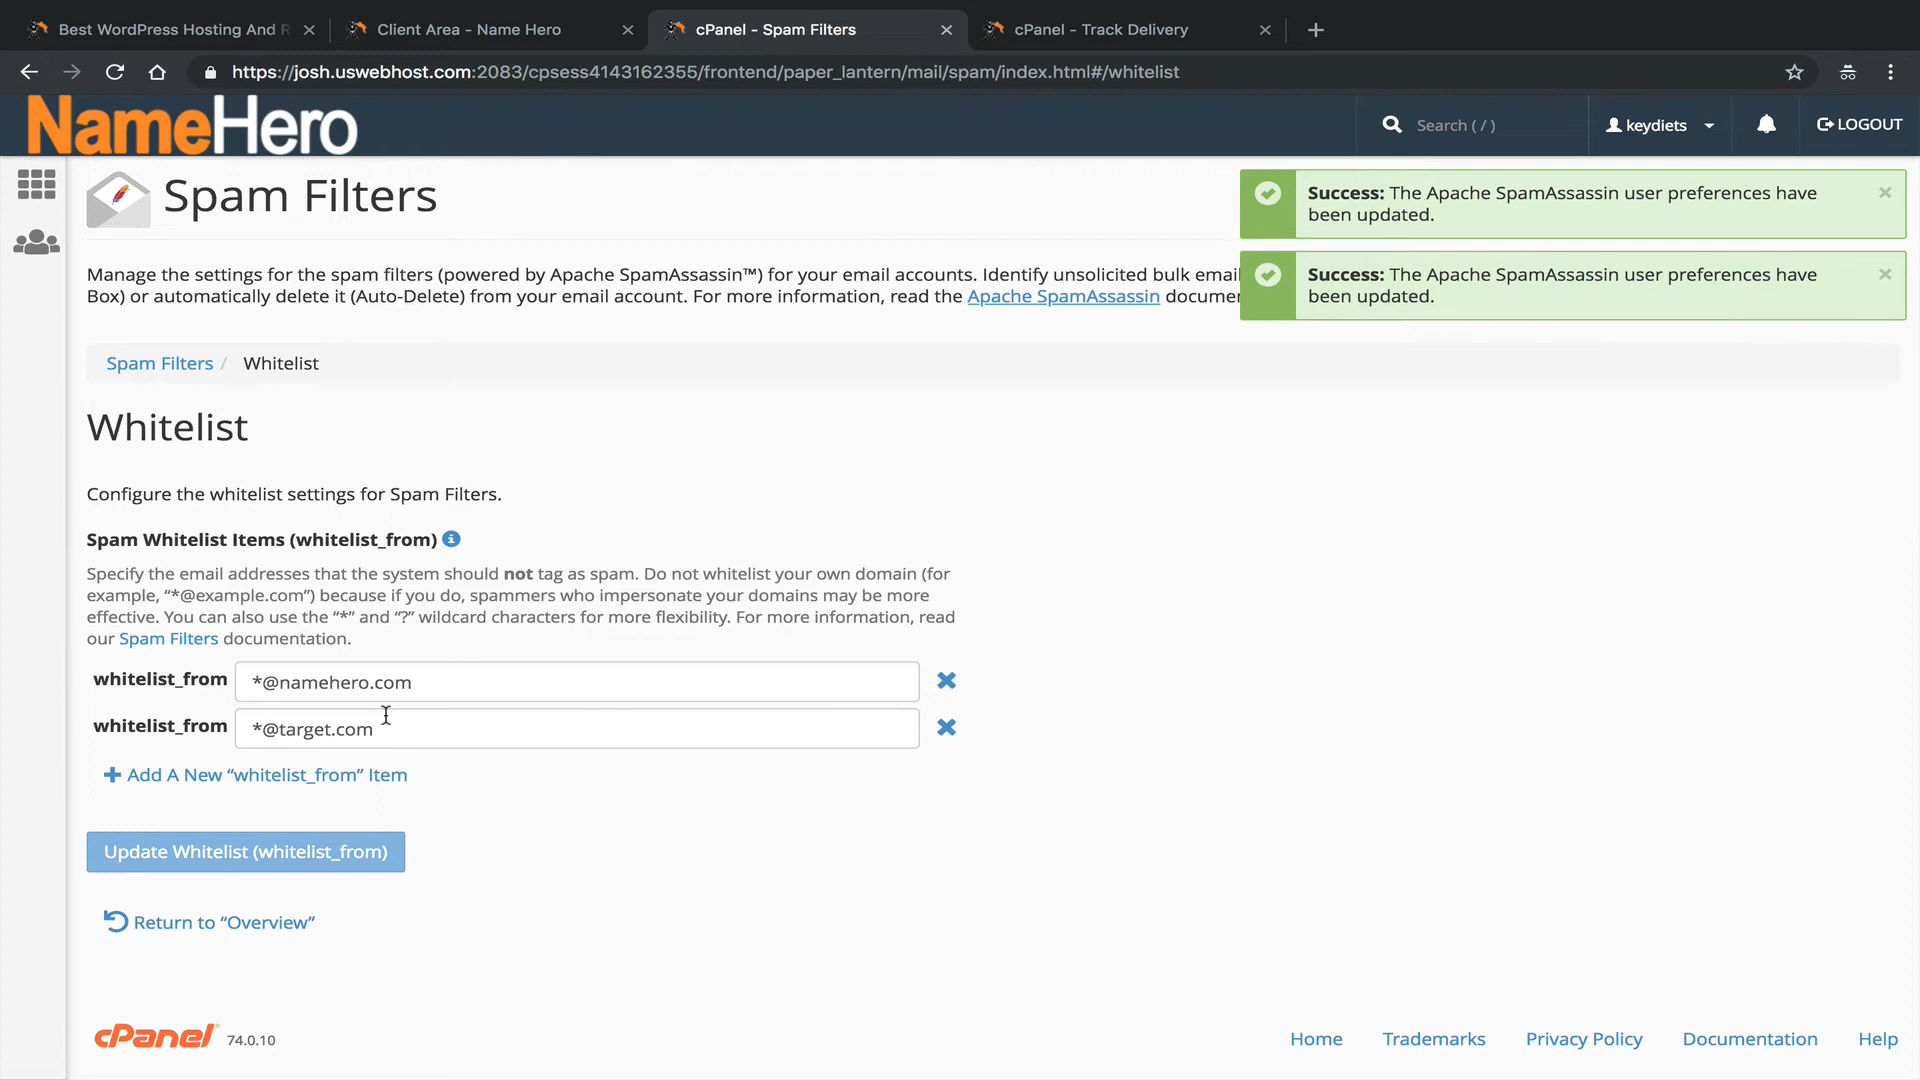 Best WordPress Hosting And R
Client Area - Name Hero
cPanel - Spam Filters
cPanel - Track Delivery
https://josh.uswebhost.com:2083/cpsess4143162355/frontend/paper_lantern/mail/spam/index.html#/whitelist
NameHero
Search ( / )
keydiets
LOGOUT
Spam Filters
Success: The Apache SpamAssassin user preferences have
been updated.
Success: The Apache SpamAssassin user preferences have
been updated.
Manage the settings for the spam filters (powered by Apache SpamAssassin™) for your email accounts. Identify unsolicited bulk email
Box) or automatically delete it (Auto-Delete) from your email account. For more information, read the Apache SpamAssassin documen
Spam Filters / Whitelist
Whitelist
Configure the whitelist settings for Spam Filters.
Spam Whitelist Items (whitelist_from)
Specify the email addresses that the system should not tag as spam. Do not whitelist your own domain (for
example, “*@example.com”) because if you do, spammers who impersonate your domains may be more
effective. You can also use the “*” and “?” wildcard characters for more flexibility. For more information, read
our Spam Filters documentation.
whitelist_from *@namehero.com
whitelist_from *@target.com
Add A New “whitelist_from” Item
Update Whitelist (whitelist_from)
Return to “Overview”
cPanel 74.0.10
Home Trademarks Privacy Policy Documentation Help